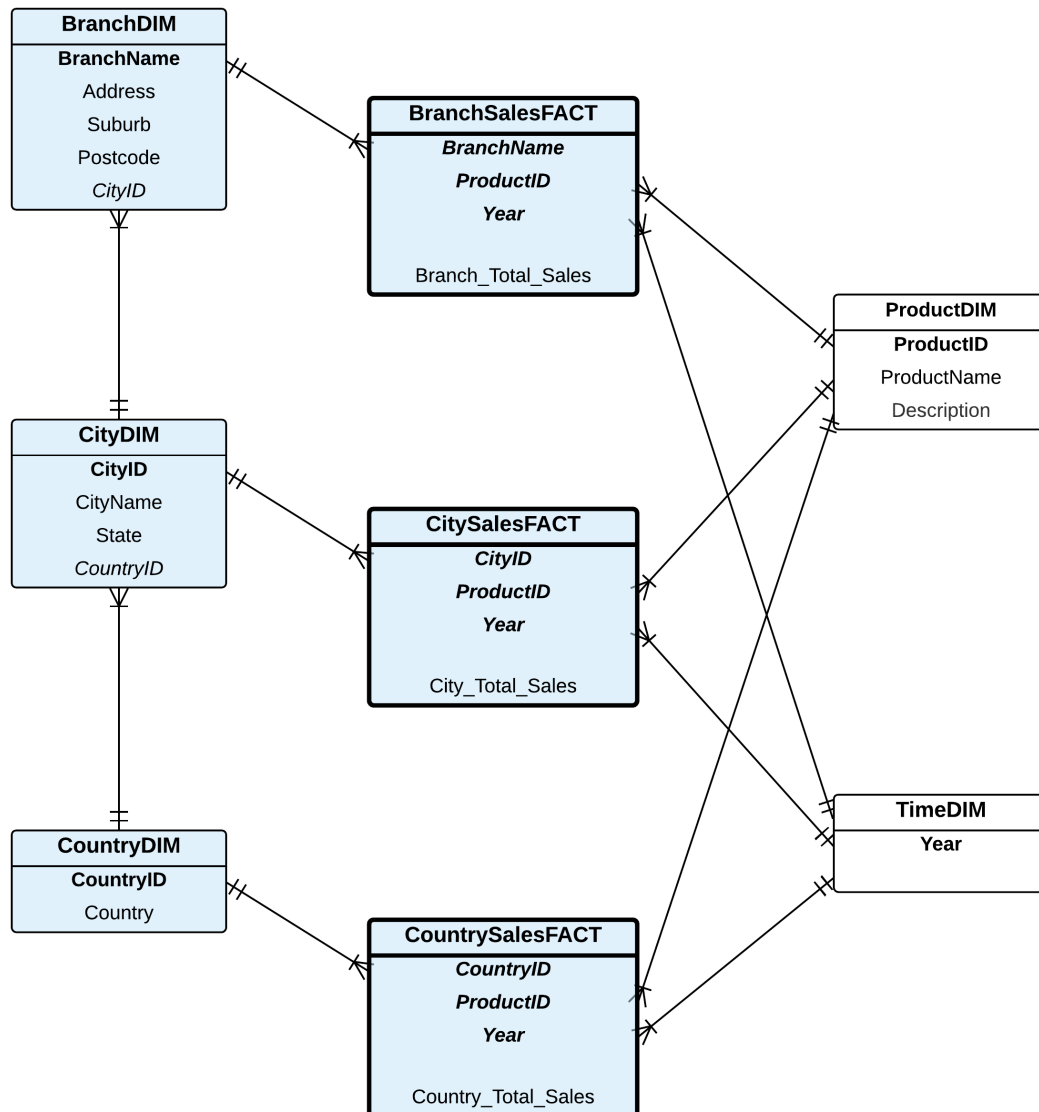 BranchDIM
BranchName
Address
Suburb
Postcode
CityID
BranchSalesFACT
BranchName
ProductID
Year
Branch_Total_Sales
ProductDIM
ProductID
ProductName
Description
CityDIM
CityID
CityName
State
CountryID
CitySalesFACT
CityID
ProductID
Year
City_Total_Sales
TimeDIM
Year
CountryDIM
CountryID
Country
CountrySalesFACT
CountryID
ProductID
Year
Country_Total_Sales